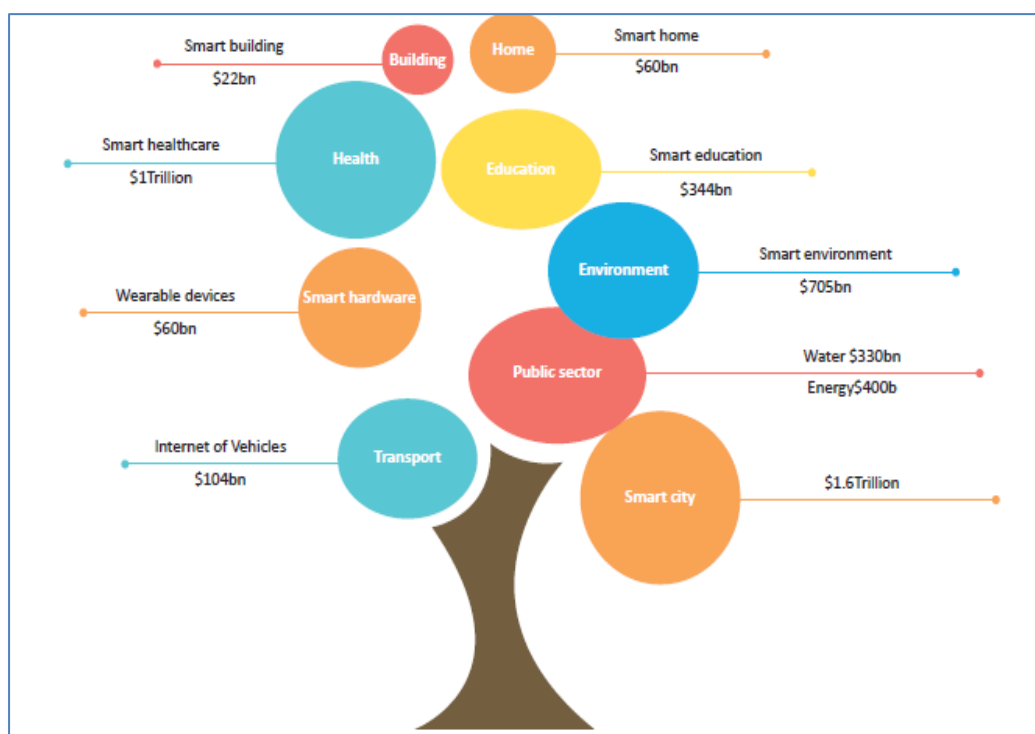 Smart building
$22bn
Building
Home
Smart home
$60bn
Smart healthcare
$1Trillion
Health
Education
Smart education
$344bn
Environment
Smart environment
$705bn
Wearable devices
$60bn
Smart hardware
Public sector
Water $330bn
Energy$400b
Internet of Vehicles
$104bn
Transport
Smart city
$1.6Trillion